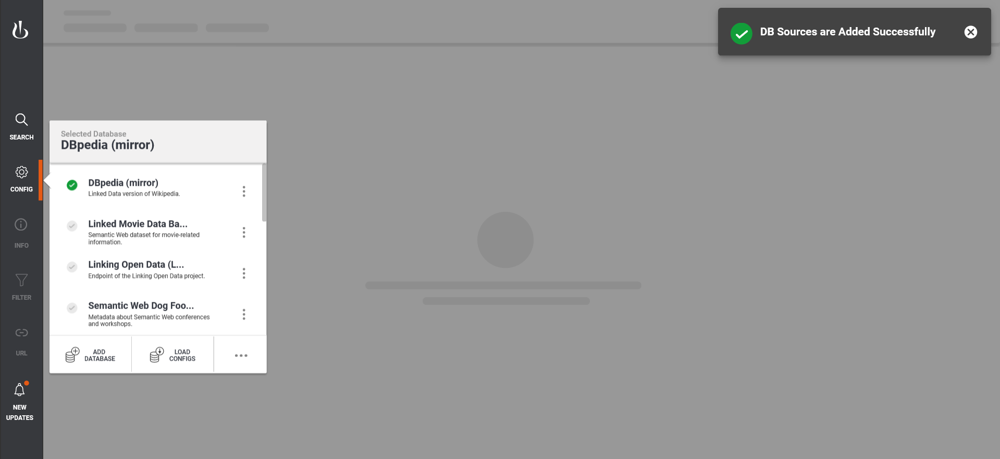 DB Sources are Added Successfully
SEARCH
CONFIG
INFO
FILTER
URL
NEW
UPDATES
Selected Database
DBpedia (mirror)
DBpedia (mirror)
Linked Data version of Wikipedia.
Linked Movie Data Ba...
Semantic Web dataset for movie-related
information.
Linking Open Data (L...
Endpoint of the Linking Open Data project.
Semantic Web Dog Foo...
Metadata about Semantic Web conferences
and workshops.
ADD
DATABASE
LOAD
CONFIGS